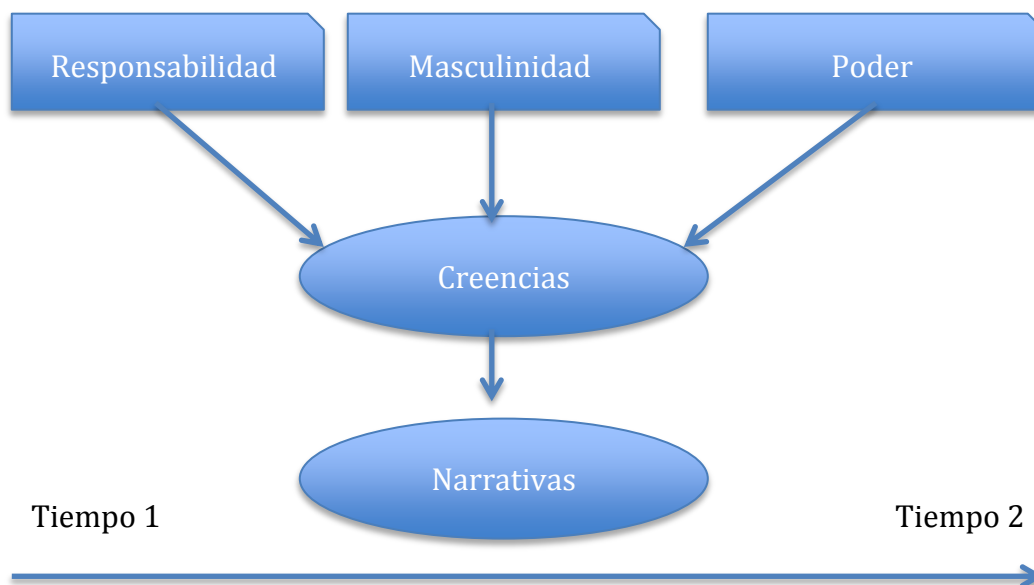 Responsabilidad
Masculinidad
Poder
Creencias
Narrativas
Tiempo 1
Tiempo 2